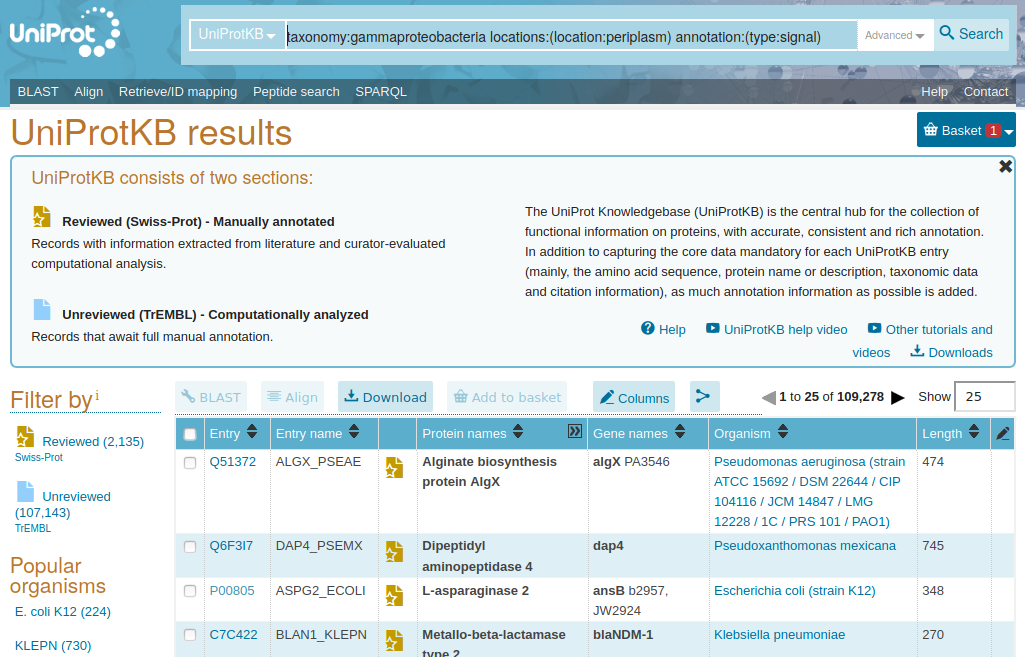 UniProt
UniProtKB
taxonomy:gammaproteobacteria locations:(location:periplasm) annotation:(type:signal)
Advanced
Search
BLAST Align Retrieve/ID mapping Peptide search SPARQL Help Contact
UniProtKB results
Basket 1
UniProtKB consists of two sections:
Reviewed (Swiss-Prot) - Manually annotated
Records with information extracted from literature and curator-evaluated
computational analysis.
Unreviewed (TrEMBL) - Computationally analyzed
Records that await full manual annotation.
The UniProt Knowledgebase (UniProtKB) is the central hub for the collection of
functional information on proteins, with accurate, consistent and rich annotation.
In addition to capturing the core data mandatory for each UniProtKB entry
(mainly, the amino acid sequence, protein name or description, taxonomic data
and citation information), as much annotation information as possible is added.
Help UniProtKB help video Other tutorials and
videos Downloads
Filter by i
Reviewed (2,135)
Swiss-Prot
Unreviewed
(107,143)
TrEMBL
Popular
organisms
E. coli K12 (224)
KLEPN (730)
BLAST Align Download Add to basket Columns 1 to 25 of 109,278 Show 25
Entry Entry name Protein names Gene names Organism Length
Q51372 ALGX_PSEAE Alginate biosynthesis algX PA3546 Pseudomonas aeruginosa (strain 474
protein AlgX ATCC 15692 / DSM 22644 / CIP
104116 / JCM 14847 / LMG
12228 / 1C / PRS 101 / PAO1)
Q6F3I7 DAP4_PSEMX Dipeptidyl dap4 Pseudoxanthomonas mexicana 745
aminopeptidase 4
P00805 ASPG2_ECOLI L-asparaginase 2 ansB b2957, Escherichia coli (strain K12) 348
JW2924
C7C422 BLAN1_KLEPN Metallo-beta-lactamase blaNDM-1 Klebsiella pneumoniae 270
type 2